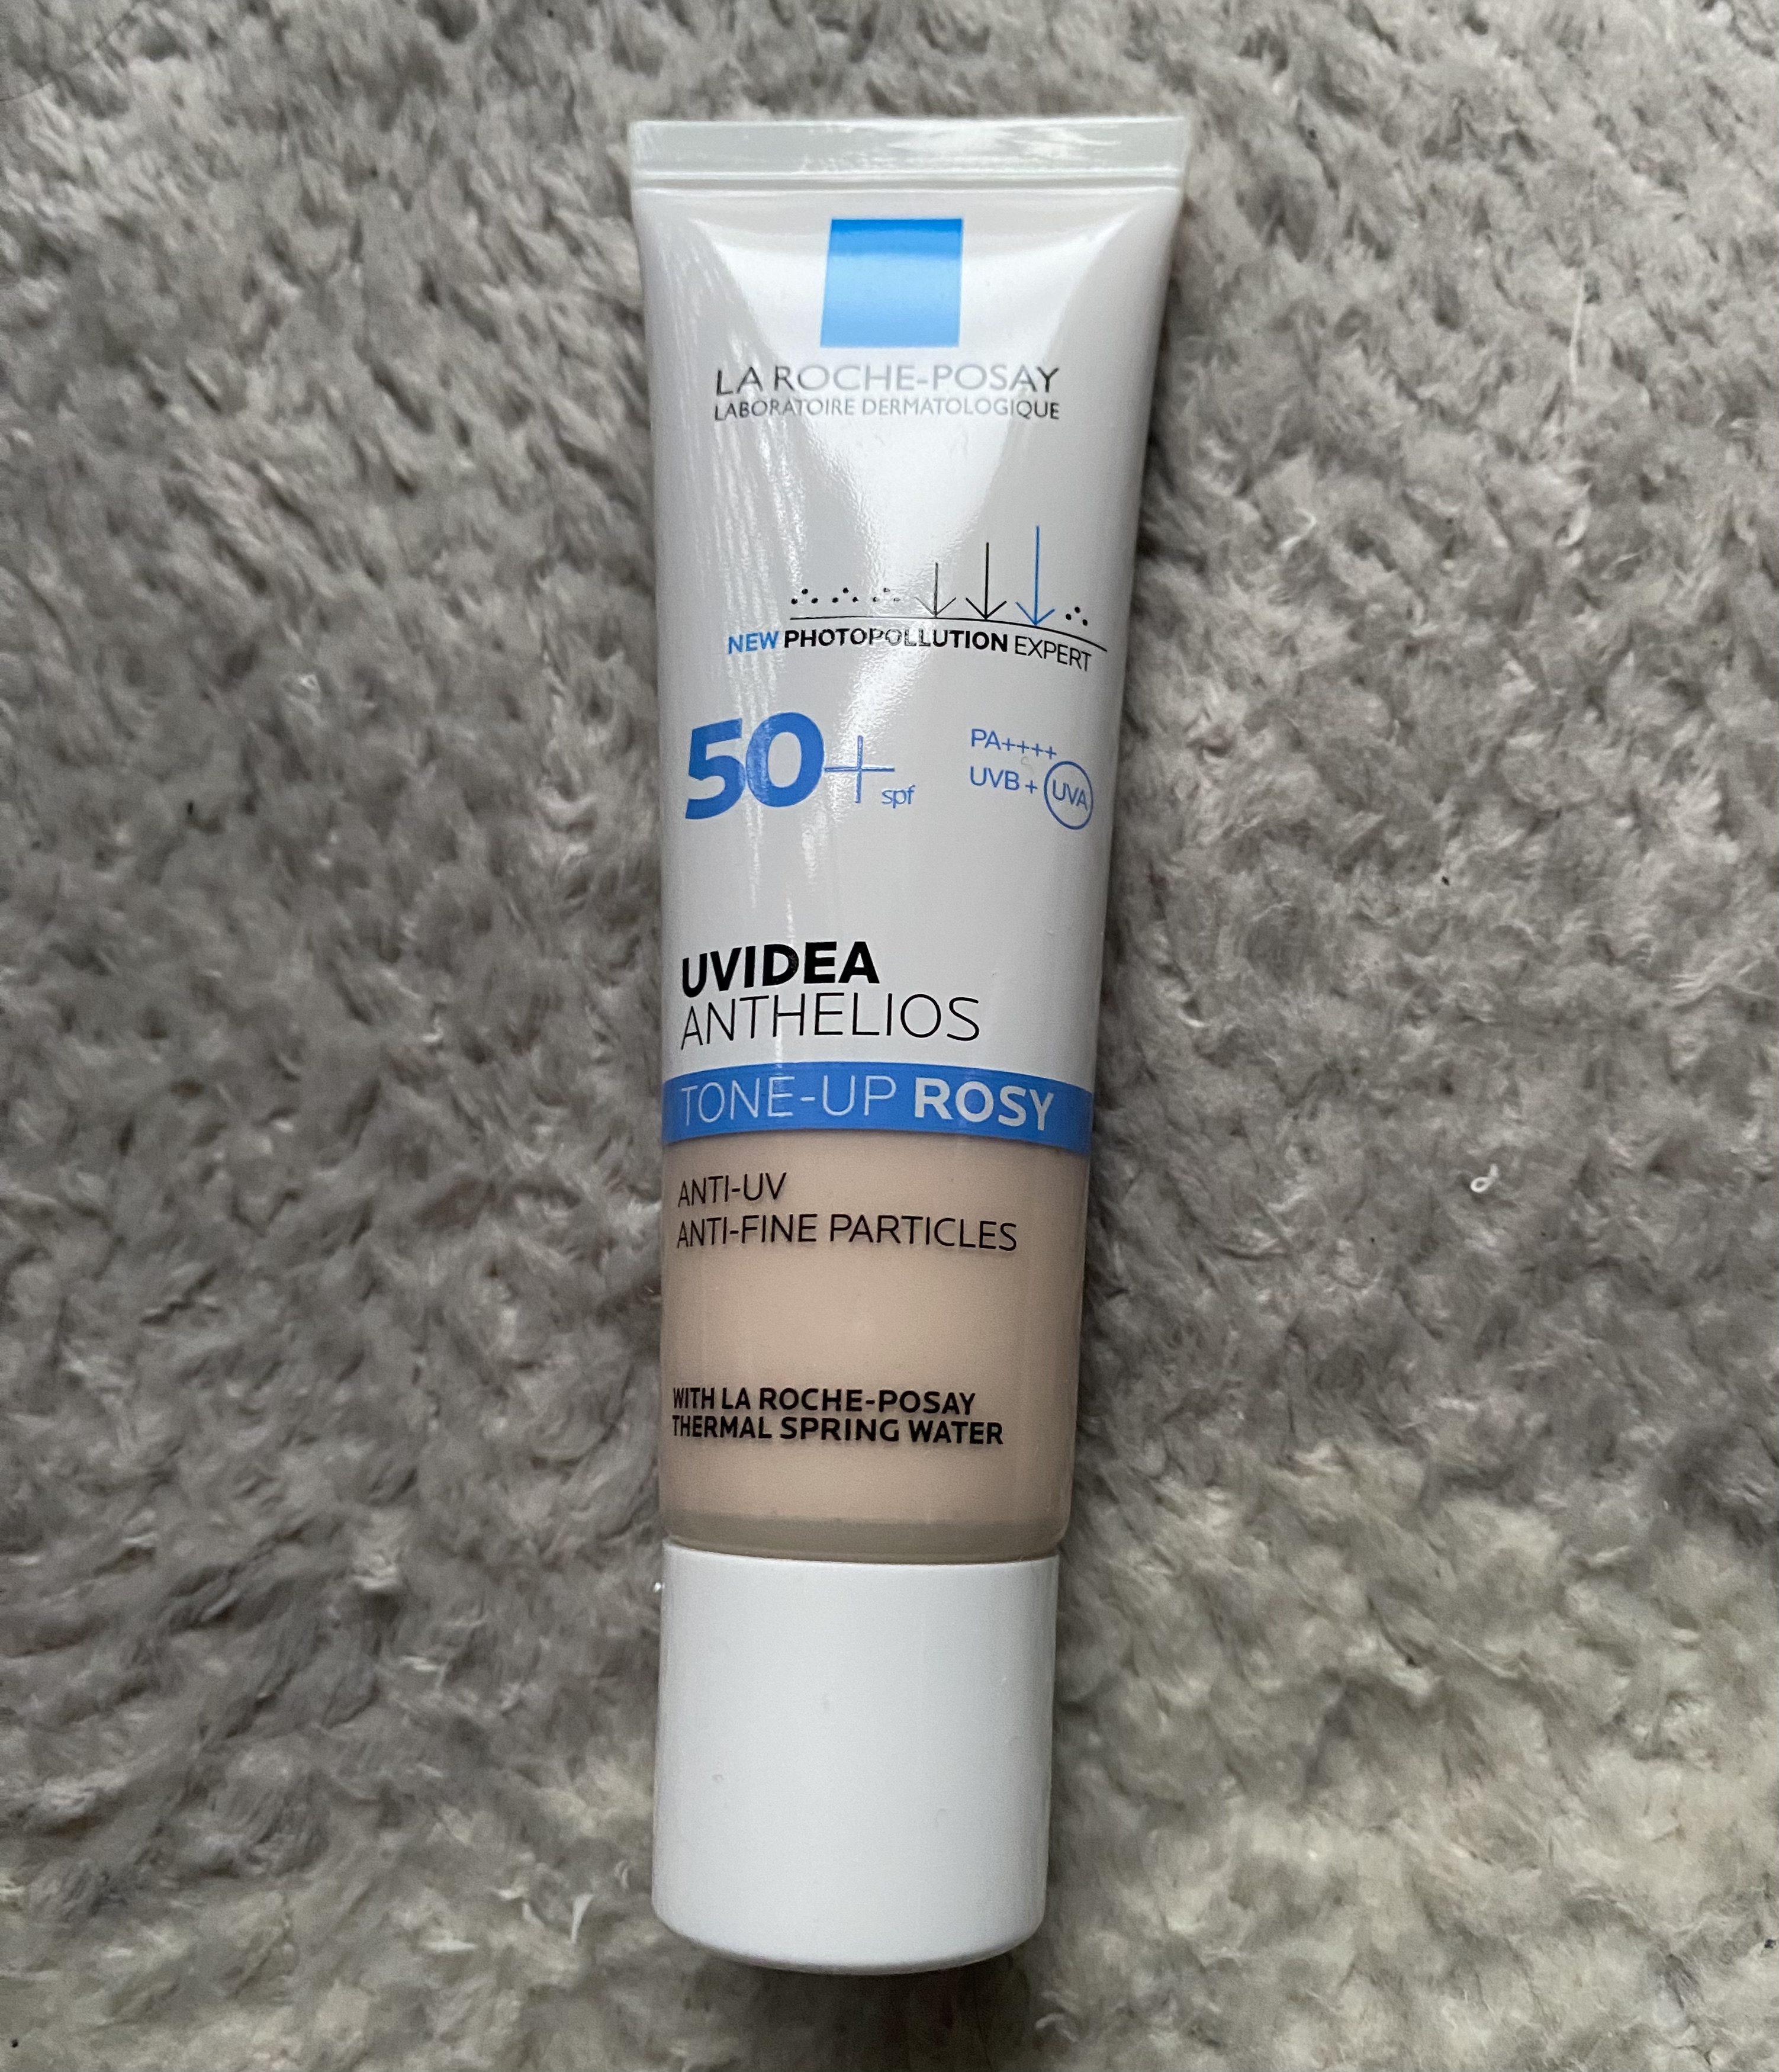 LA ROCHE-POSAY
LABORATOIRE DERMATOLOGIQUE
NEW PHOTOPOLLUTION EXPERT
50+ spf
PA++++
UVB + UVA
UVIDEA
ANTHELIOS
TONE-UP ROSY
ANTI-UV
ANTI-FINE PARTICLES
WITH LA ROCHE-POSAY
THERMAL SPRING WATER